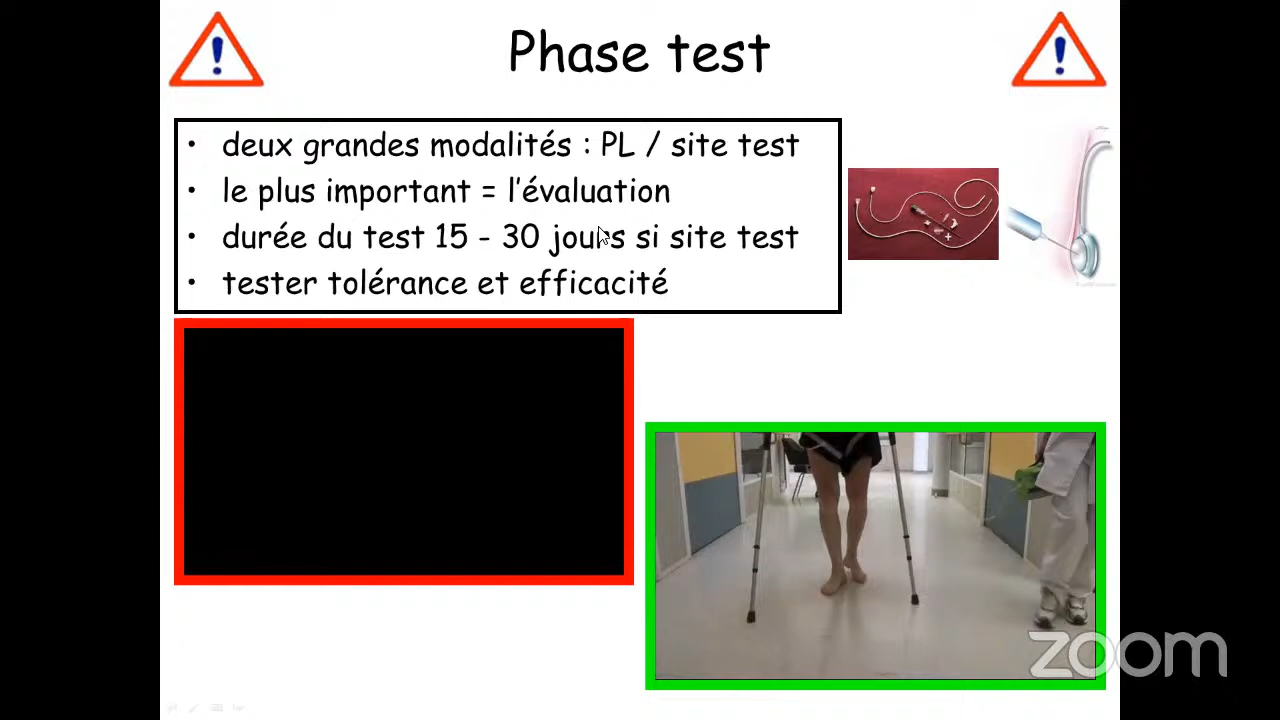 Phase test
• deux grandes modalités : PL / site test
• le plus important = l'évaluation
• durée du test 15 - 30 jours si site test
• tester tolérance et efficacité
zoom